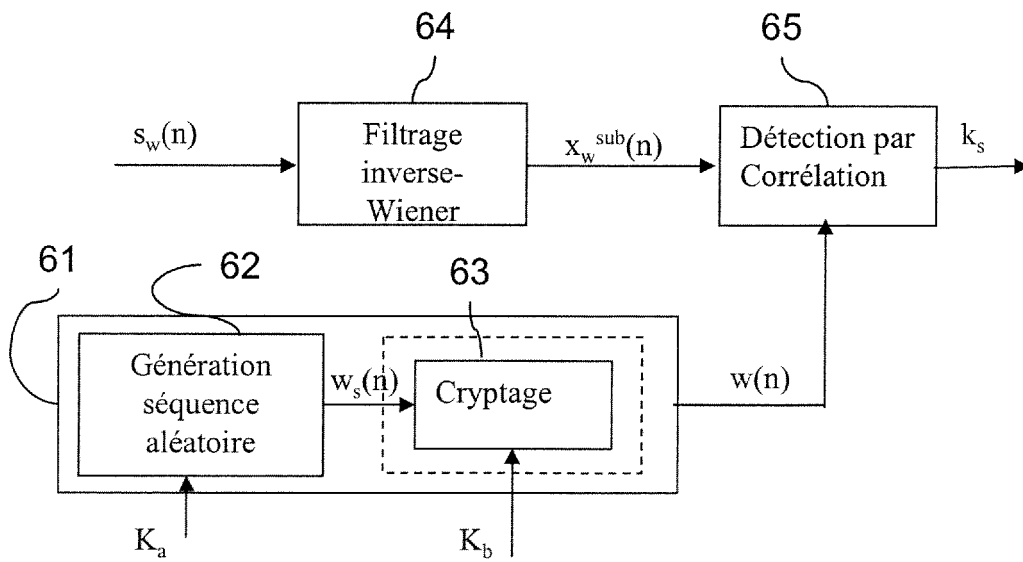 64
65
s_w(n)
Filtrage
inverse-
Wiener
x_w^sub(n)
Détection par
Corrélation
k_s
61
62
63
Génération
séquence
aléatoire
w_s(n)
Cryptage
w(n)
K_a
K_b